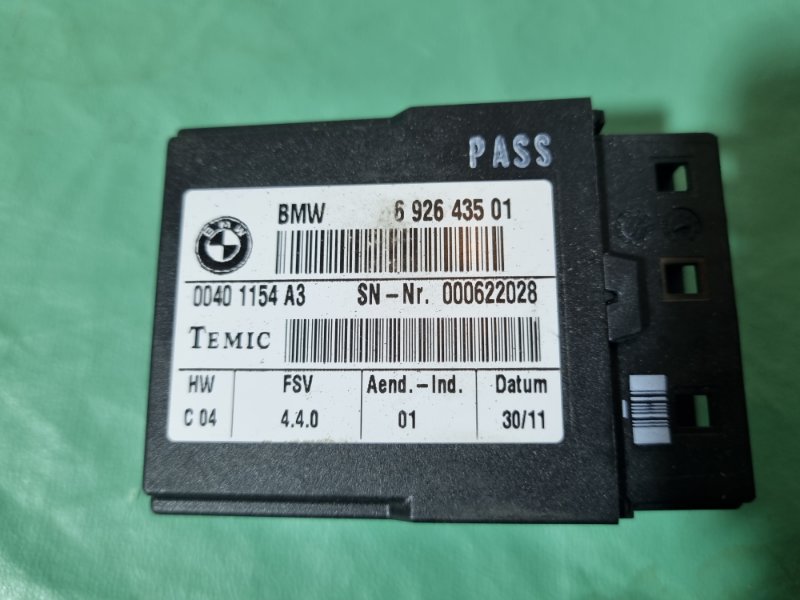 PASS
BMW
BMW 6 926 435 01
0040 1154 A3 SN-Nr. 000622028
TEMIC
HW FSV Aend.-Ind. Datum
C 04 4.4.0 01 30/11